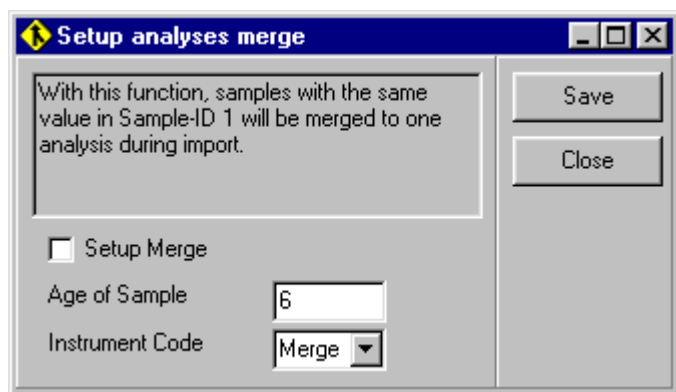 Setup analyses merge
With this function, samples with the same
value in Sample-ID 1 will be merged to one
analysis during import.
Save
Close
Setup Merge
Age of Sample 6
Instrument Code Merge